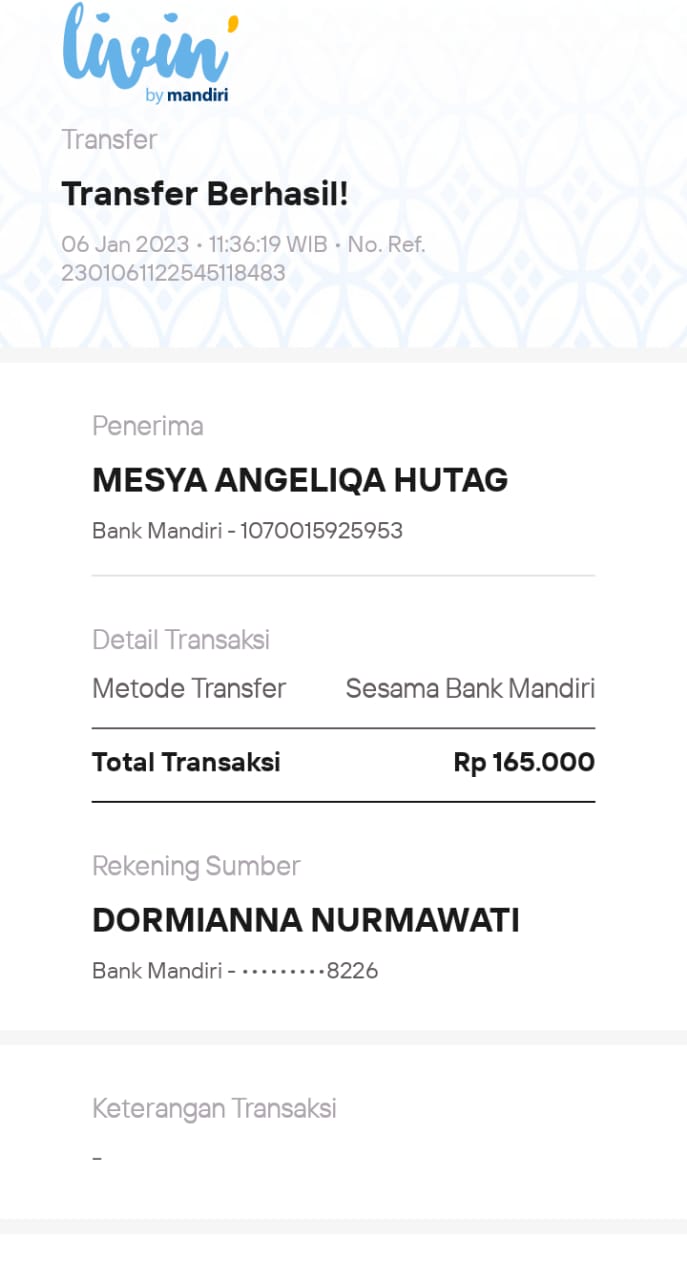 livin'
by mandiri
Transfer
Transfer Berhasil!
06 Jan 2023 • 11:36:19 WIB • No. Ref.
2301061122545118483
Penerima
MESYA ANGELIQA HUTAG
Bank Mandiri - 1070015925953
Detail Transaksi
Metode Transfer Sesama Bank Mandiri
Total Transaksi Rp 165.000
Rekening Sumber
DORMIANNA NURMAWATI
Bank Mandiri - •••••••••8226
Keterangan Transaksi
-